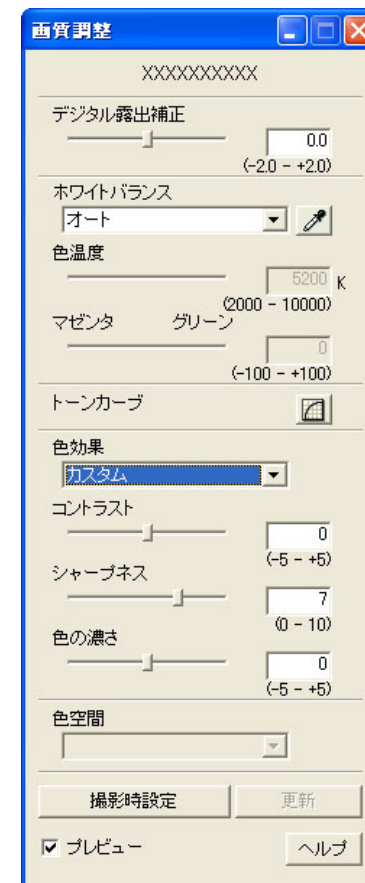 画質調整
XXXXXXXXXX
デジタル露出補正
0.0
(-2.0 - +2.0)
ホワイトバランス
オート
色温度
5200 K
(2000 - 10000)
マゼンタ グリーン
0
(-100 - +100)
トーンカーブ
色効果
カスタム
コントラスト
0
(-5 - +5)
シャープネス
7
(0 - 10)
色の濃さ
0
(-5 - +5)
色空間
撮影時設定 更新
プレビュー ヘルプ